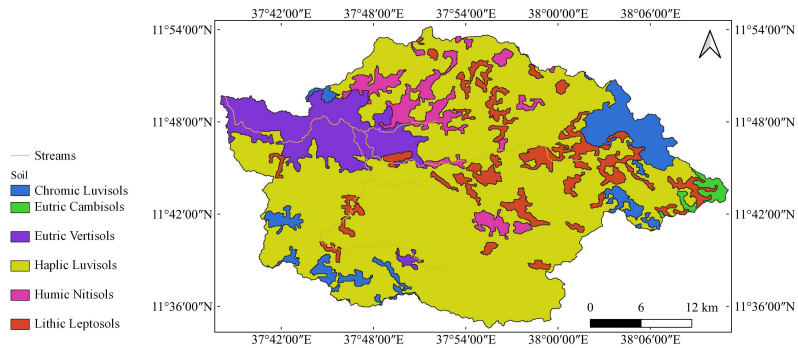 37°42′00″E 37°48′00″E 37°54′00″E 38°00′00″E 38°06′00″E
11°54′00″N 11°54′00″N
11°48′00″N 11°48′00″N
Streams
Soil
Chromic Luvisols
Eutric Cambisols
11°42′00″N 11°42′00″N
Eutric Vertisols
Haplic Luvisols
Humic Nitisols
11°36′00″N 11°36′00″N
0 6 12 km
Lithic Leptosols
37°42′00″E 37°48′00″E 37°54′00″E 38°00′00″E 38°06′00″E